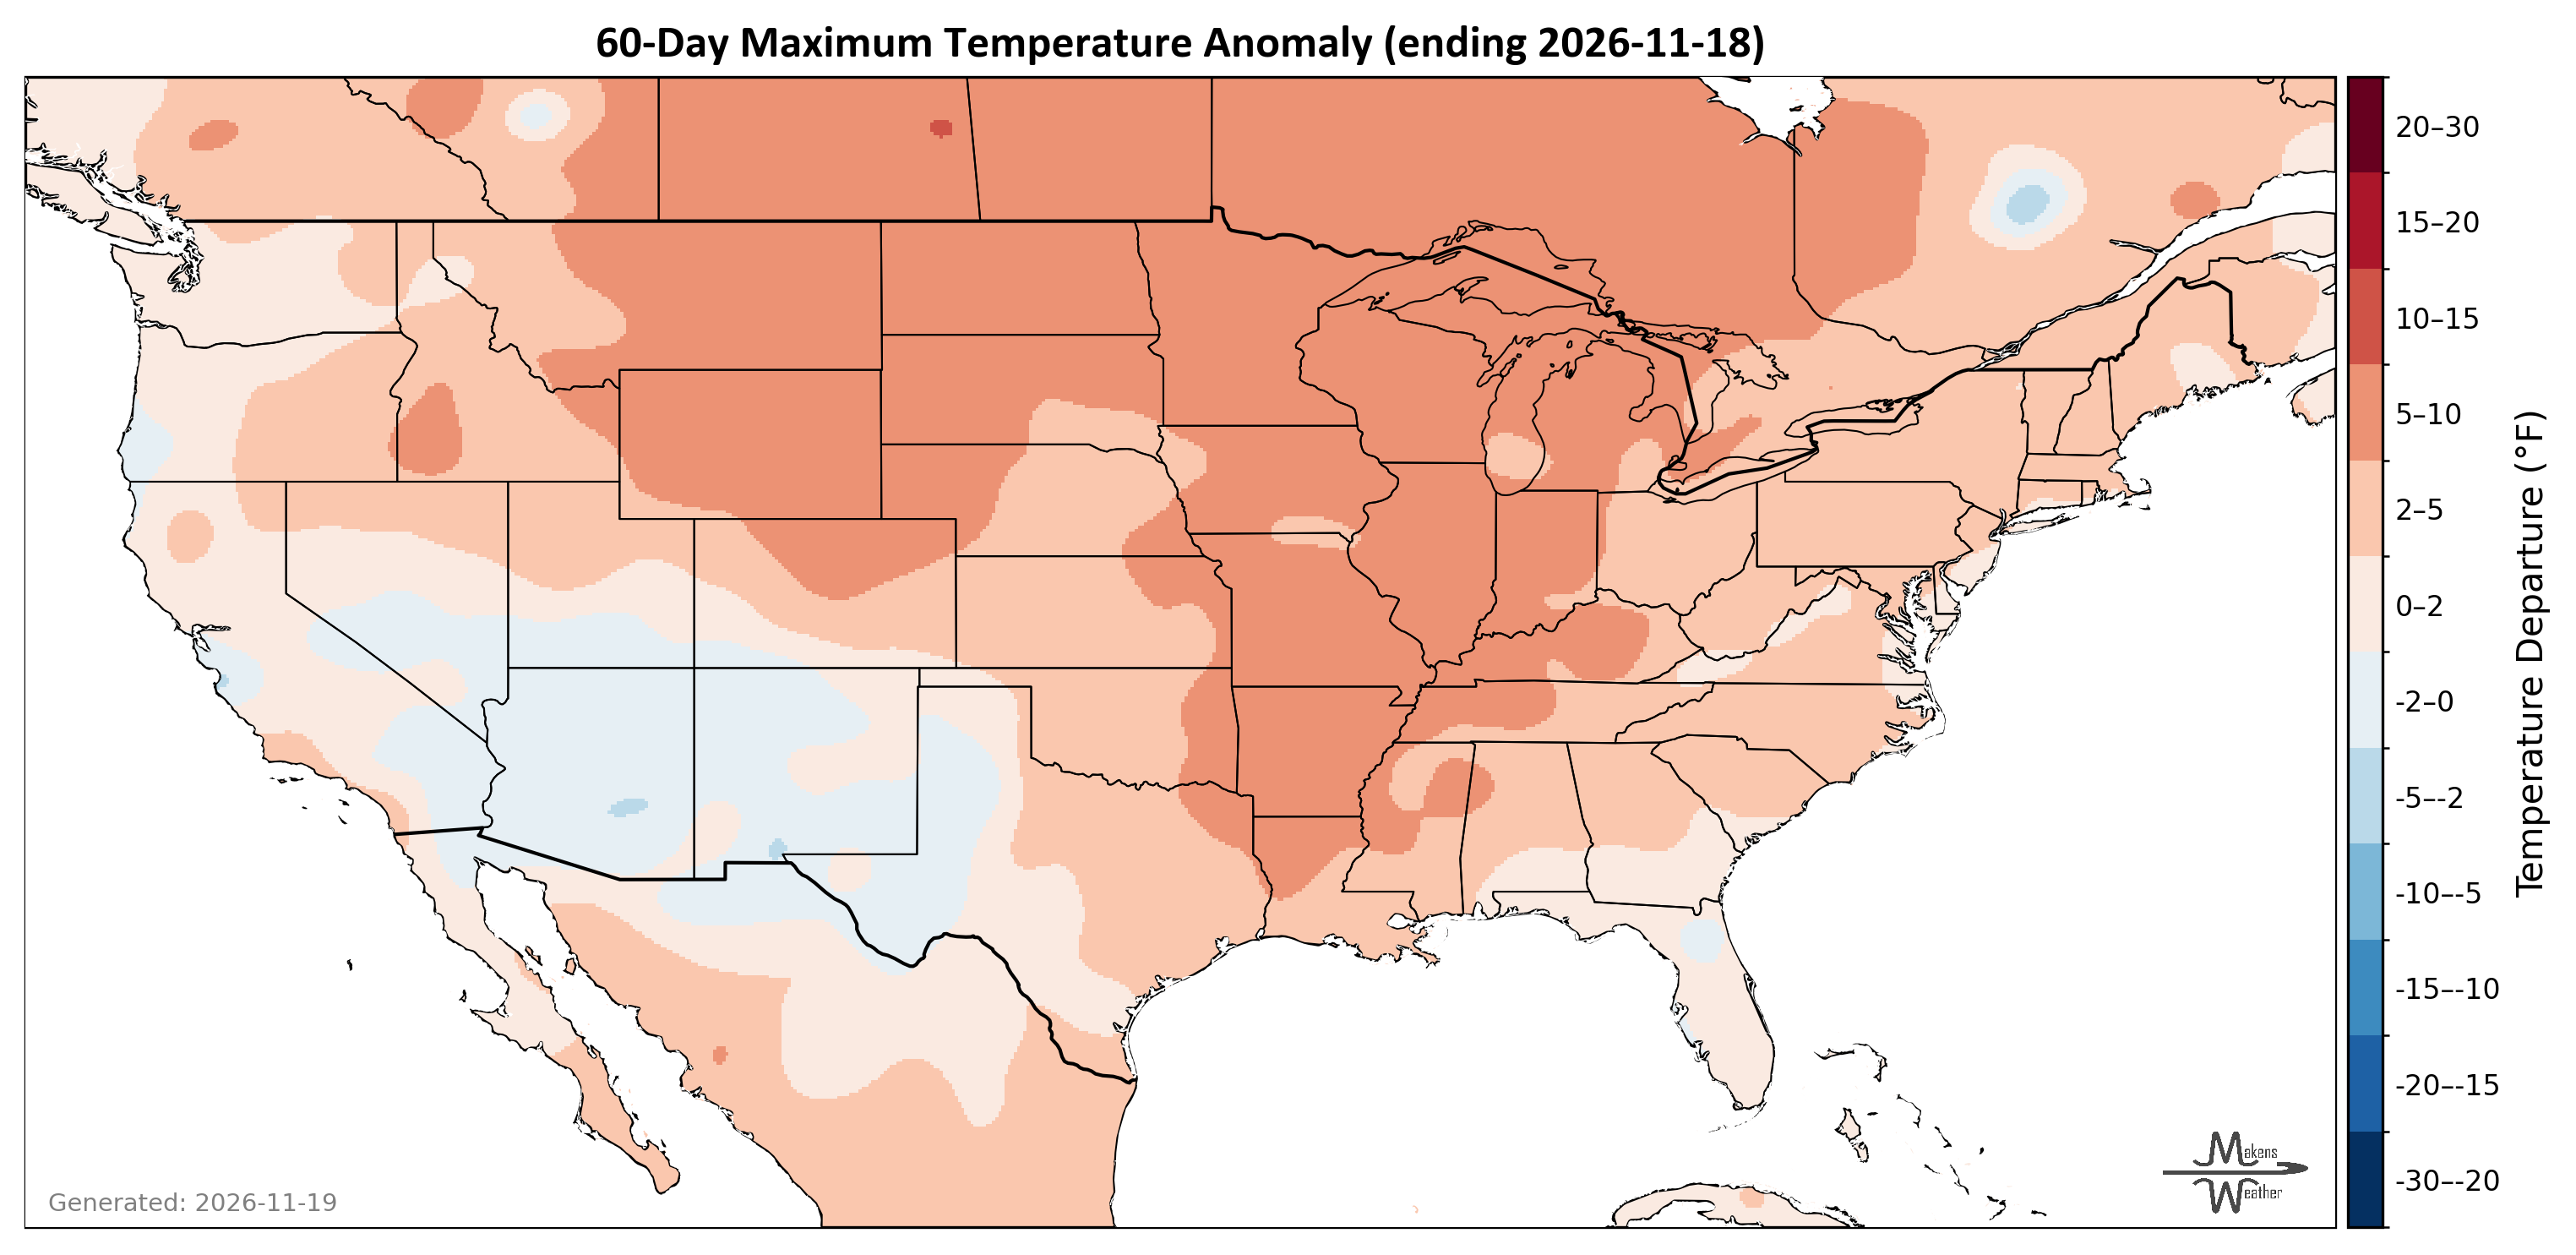 60-Day Maximum Temperature Anomaly (ending 2026-11-18)
20–30
15–20
10–15
5–10
2–5
0–2
-2–0
-5–-2
-10–-5
-15–-10
-20–-15
-30–-20
Temperature Departure (°F)
Generated: 2026-11-19
Makens
Weather